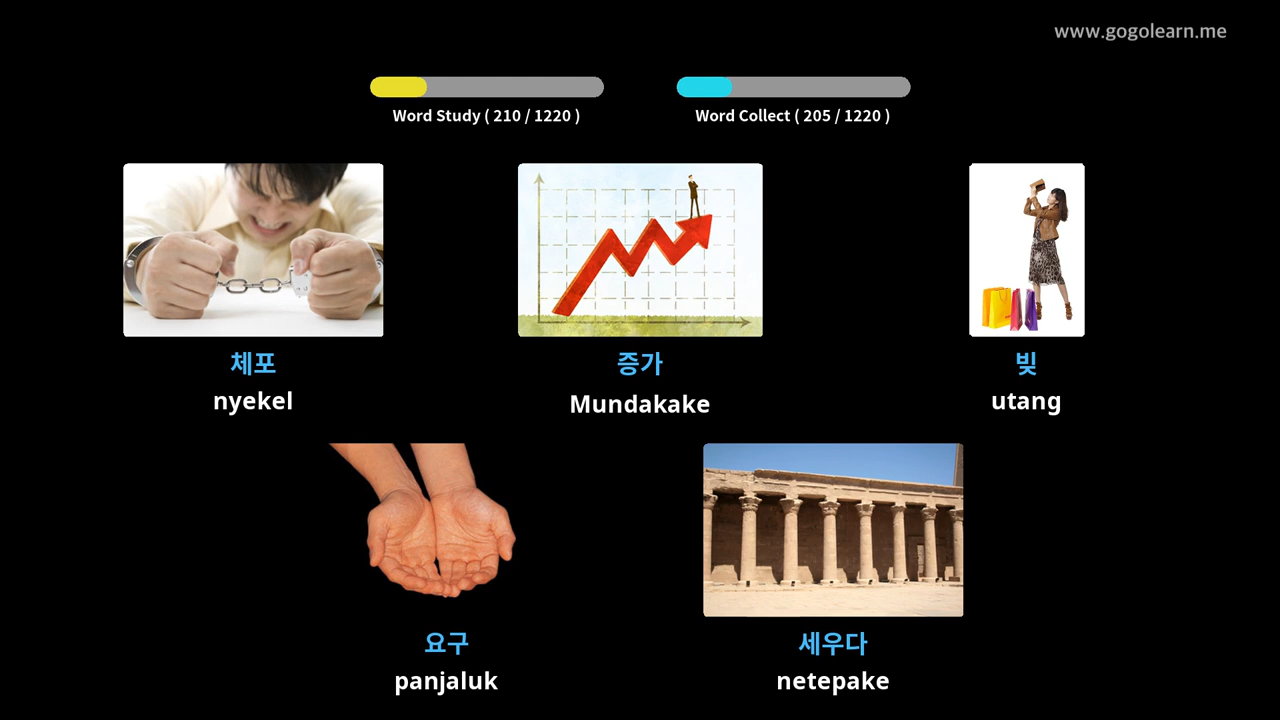 www.gogolearn.me
Word Study ( 210 / 1220 )
Word Collect ( 205 / 1220 )
체포
nyekel
증가
Mundakake
빚
utang
요구
panjaluk
세우다
netepake